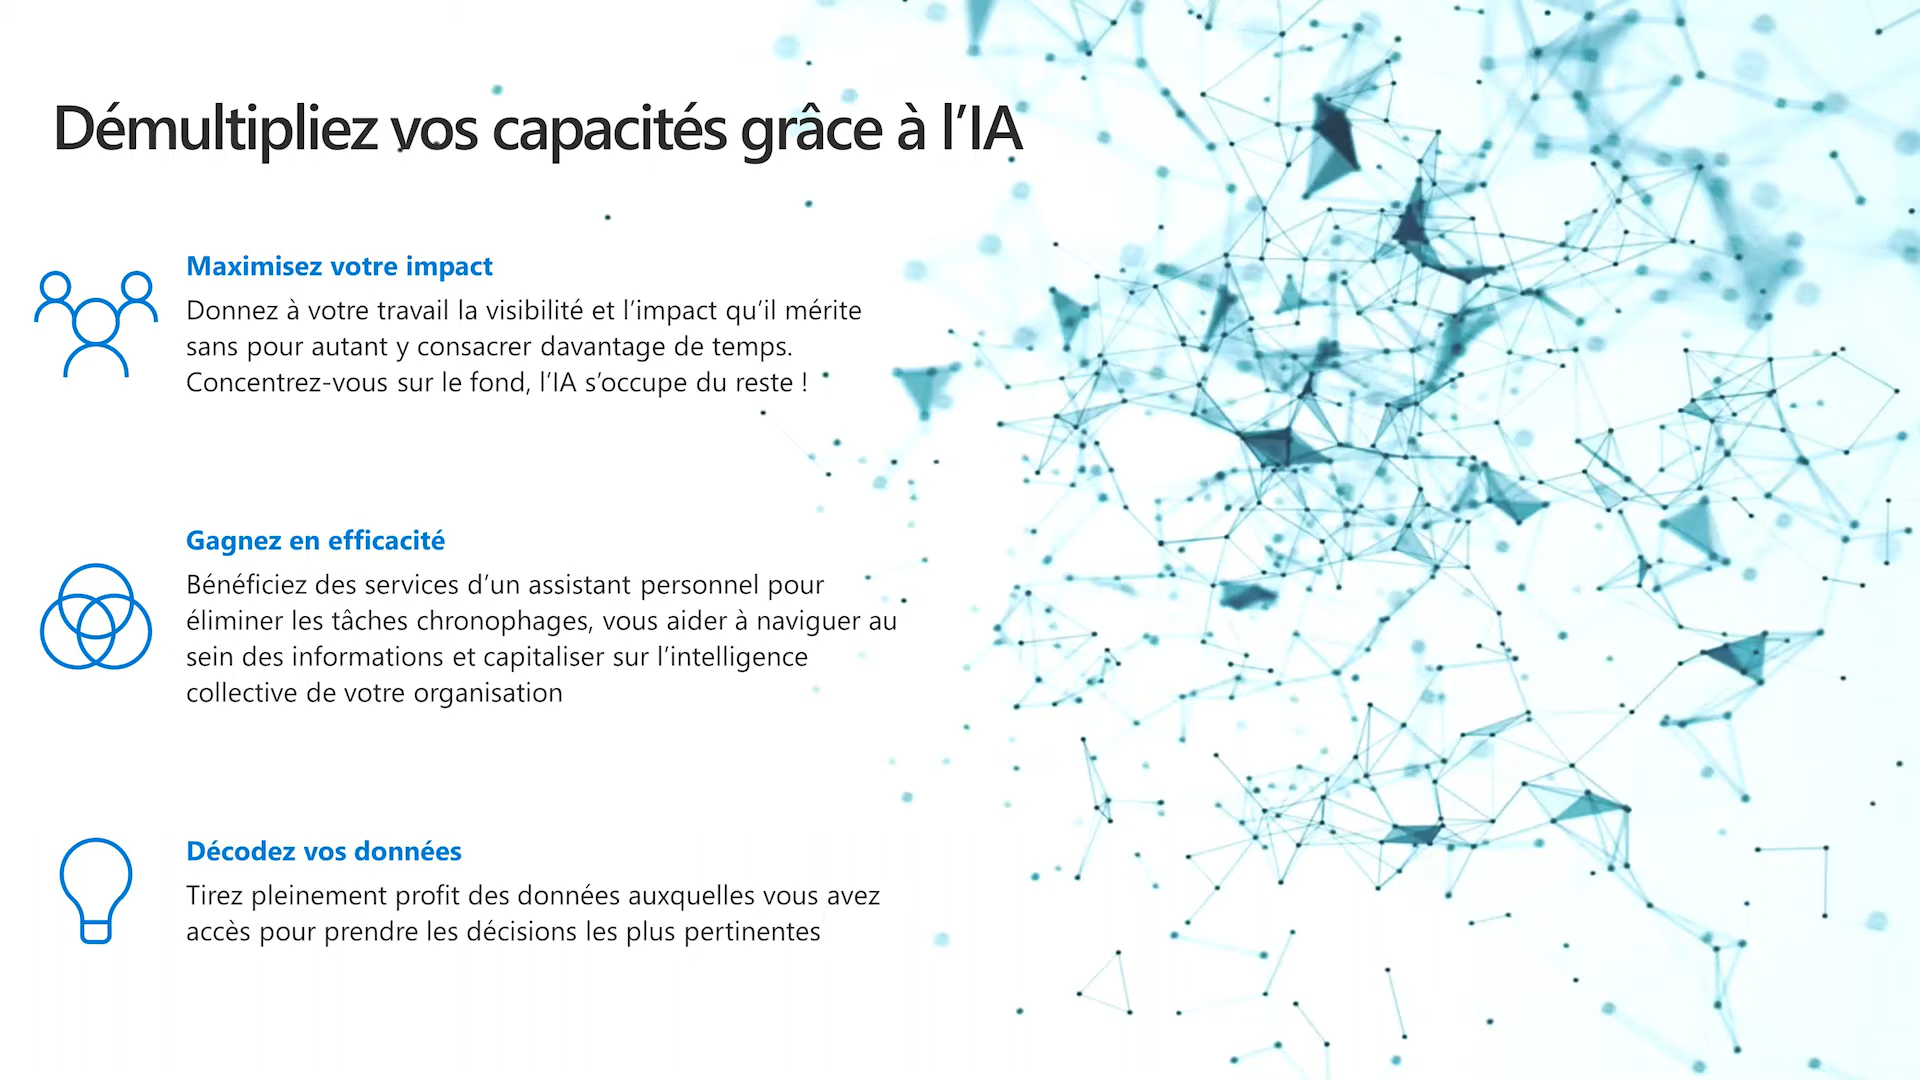 Démultipliez vos capacités grâce à l’IA
Maximisez votre impact
Donnez à votre travail la visibilité et l’impact qu’il mérite
sans pour autant y consacrer davantage de temps.
Concentrez-vous sur le fond, l’IA s’occupe du reste !
Gagnez en efficacité
Bénéficiez des services d’un assistant personnel pour
éliminer les tâches chronophages, vous aider à naviguer au
sein des informations et capitaliser sur l’intelligence
collective de votre organisation
Décodez vos données
Tirez pleinement profit des données auxquelles vous avez
accès pour prendre les décisions les plus pertinentes